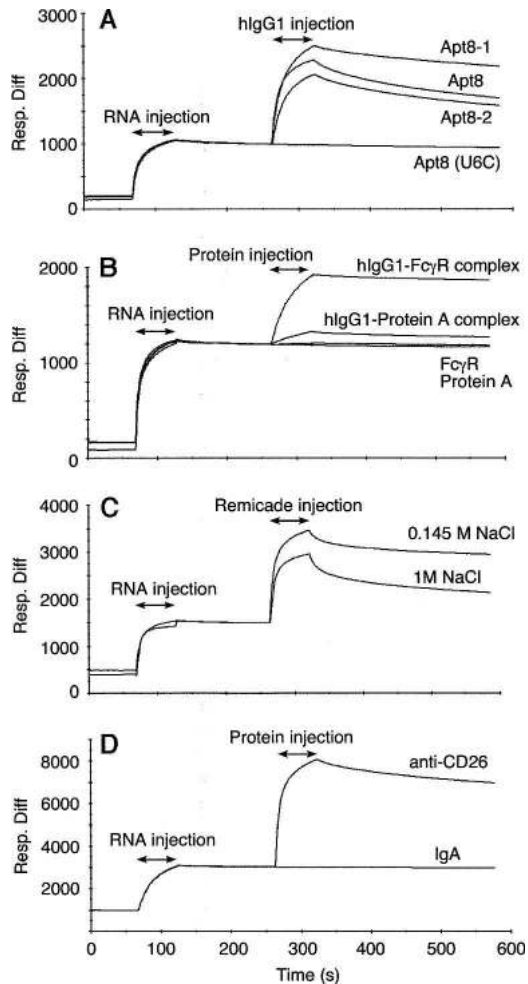 A
hIgG1 injection
3000
Apt8-1
2000
RNA injection
Apt8
Apt8-2
1000
Apt8 (U6C)
0
Resp. Diff
B
Protein injection
hIgG1-FcγR complex
2000
RNA injection
hIgG1-Protein A complex
1200
FcγR
Protein A
0
Resp. Diff
C
Remicade injection
4000
0.145 M NaCl
3000
RNA injection
1M NaCl
2000
1000
0
Resp. Diff
D
Protein injection
anti-CD26
8000
6000
RNA injection
4000
IgA
2000
Resp. Diff
0 100 200 300 400 500 600
Time (s)